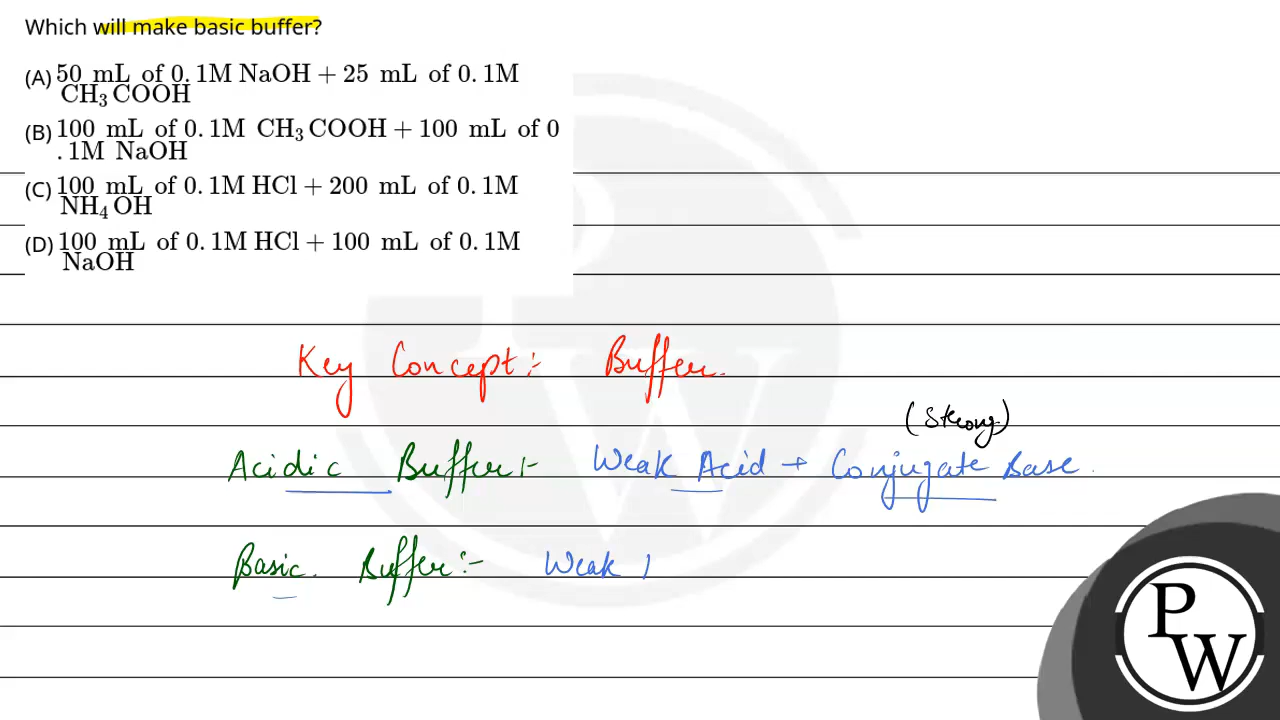 Which will make basic buffer?
(A) 50 mL of 0.1M NaOH + 25 mL of 0.1M
CH₃COOH
(B) 100 mL of 0.1M CH₃COOH + 100 mL of 0
.1M NaOH
(C) 100 mL of 0.1M HCl + 200 mL of 0.1M
NH₄OH
(D) 100 mL of 0.1M HCl + 100 mL of 0.1M
NaOH
Key Concept:- Buffer.
(Strong)
Acidic Buffer:- Weak Acid + Conjugate Base.
Basic. Buffer:- Weak
PW